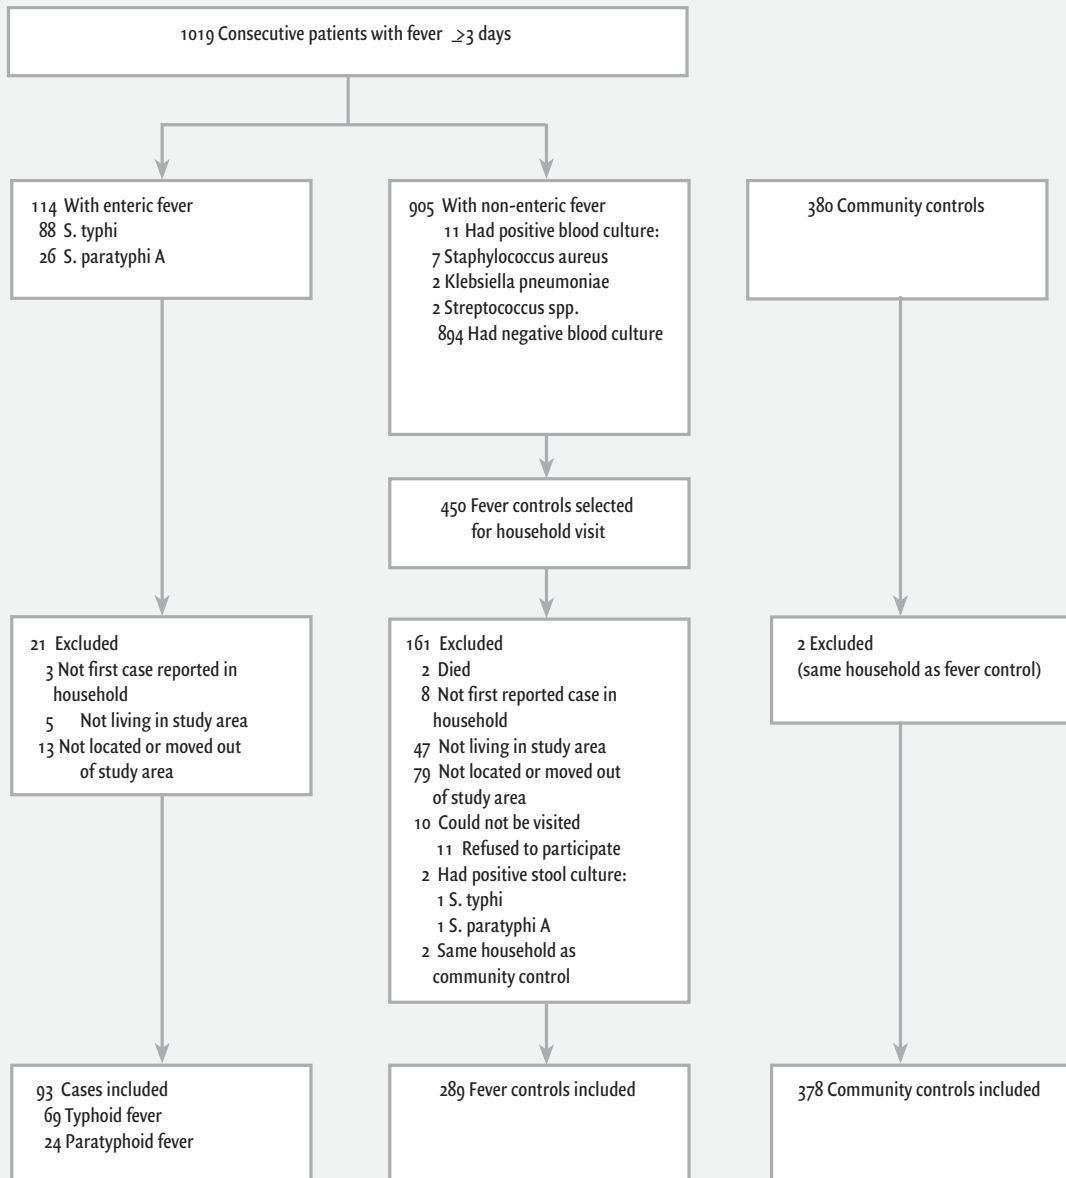 1019 Consecutive patients with fever ≥3 days
114 With enteric fever
88 S. typhi
26 S. paratyphi A
905 With non-enteric fever
11 Had positive blood culture:
7 Staphylococcus aureus
2 Klebsiella pneumoniae
2 Streptococcus spp.
894 Had negative blood culture
380 Community controls
450 Fever controls selected
for household visit
21 Excluded
3 Not first case reported in
household
5 Not living in study area
13 Not located or moved out
of study area
161 Excluded
2 Died
8 Not first reported case in
household
47 Not living in study area
79 Not located or moved out
of study area
10 Could not be visited
11 Refused to participate
2 Had positive stool culture:
1 S. typhi
1 S. paratyphi A
2 Same household as
community control
2 Excluded
(same household as fever control)
93 Cases included
69 Typhoid fever
24 Paratyphoid fever
289 Fever controls included
378 Community controls included